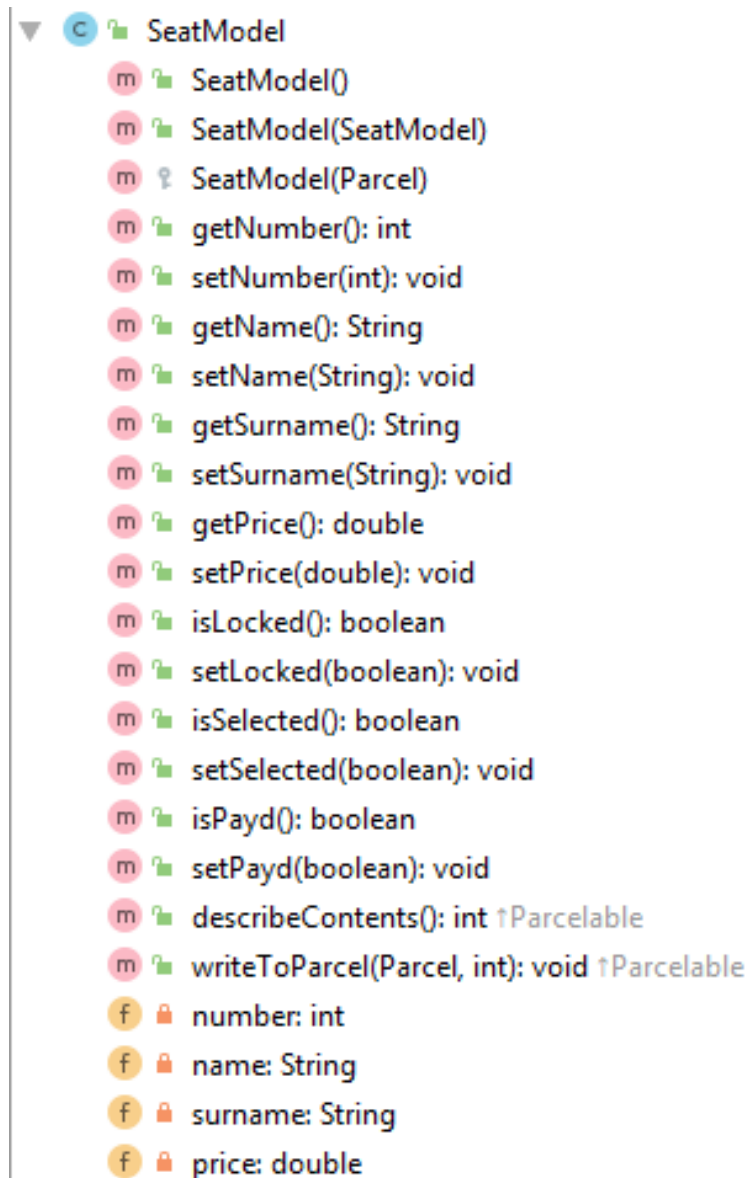 C SeatModel
m SeatModel()
m SeatModel(SeatModel)
m SeatModel(Parcel)
m getNumber(): int
m setNumber(int): void
m getName(): String
m setName(String): void
m getSurname(): String
m setSurname(String): void
m getPrice(): double
m setPrice(double): void
m isLocked(): boolean
m setLocked(boolean): void
m isSelected(): boolean
m setSelected(boolean): void
m isPayd(): boolean
m setPayd(boolean): void
m describeContents(): int ↑Parcelable
m writeToParcel(Parcel, int): void ↑Parcelable
f number: int
f name: String
f surname: String
f price: double